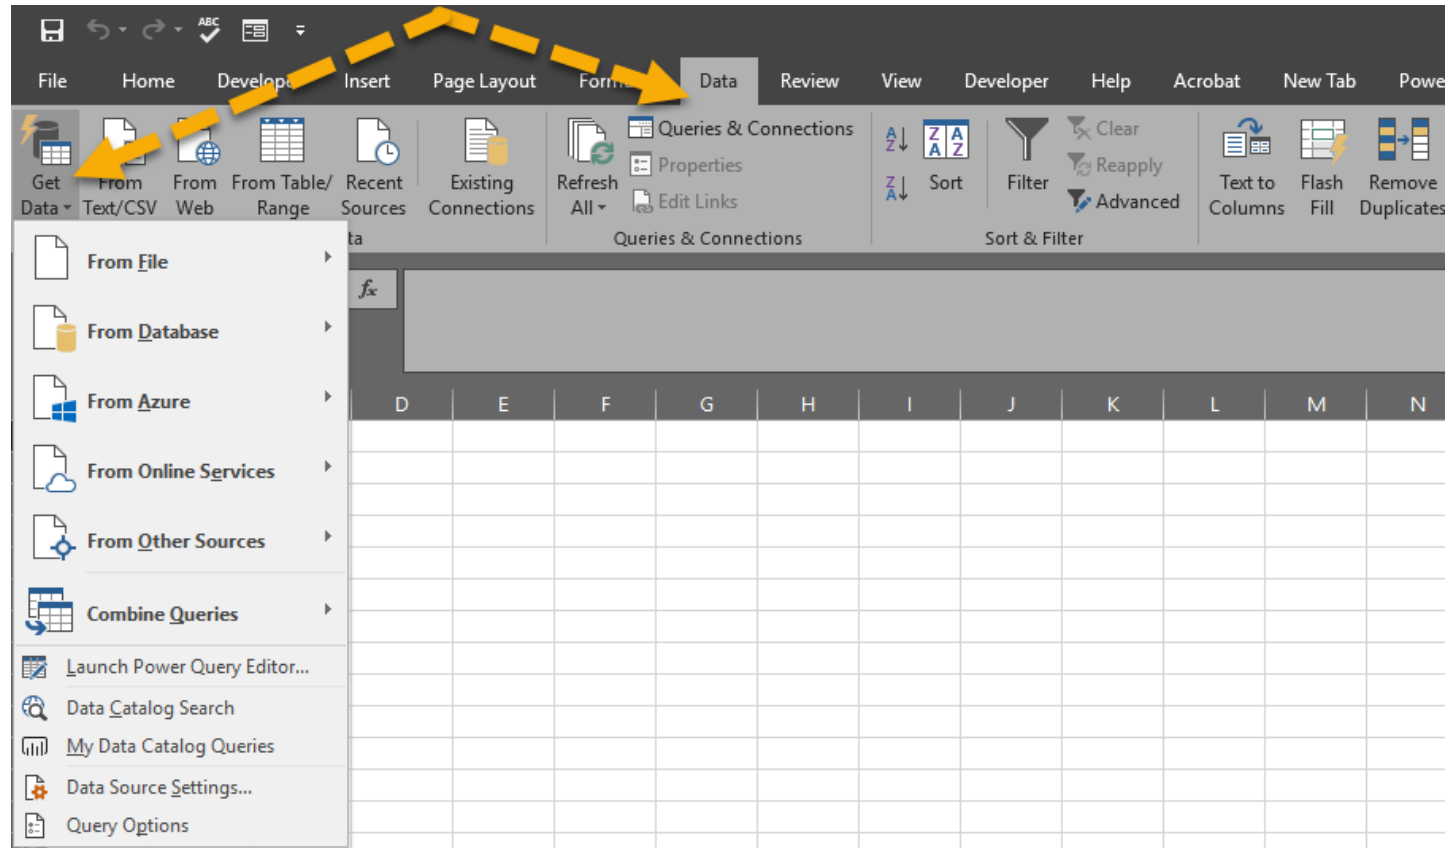 ABC
File Home Developer Insert Page Layout Data Review View Developer Help Acrobat New Tab Powe
Get Data
From Text/CSV
From Web
From Table/ Range
Recent Sources
Existing Connections
Refresh All
Queries & Connections
Properties
Edit Links
A Z
Z A
Z A A Z
Sort
Filter
Clear
Reapply
Advanced
Text to Columns
Flash Fill
Remove Duplicates
ta
Queries & Connections
Sort & Filter
fx
From File
From Database
From Azure
From Online Services
From Other Sources
Combine Queries
Launch Power Query Editor...
Data Catalog Search
My Data Catalog Queries
Data Source Settings...
Query Options
D E F G H I J K L M N